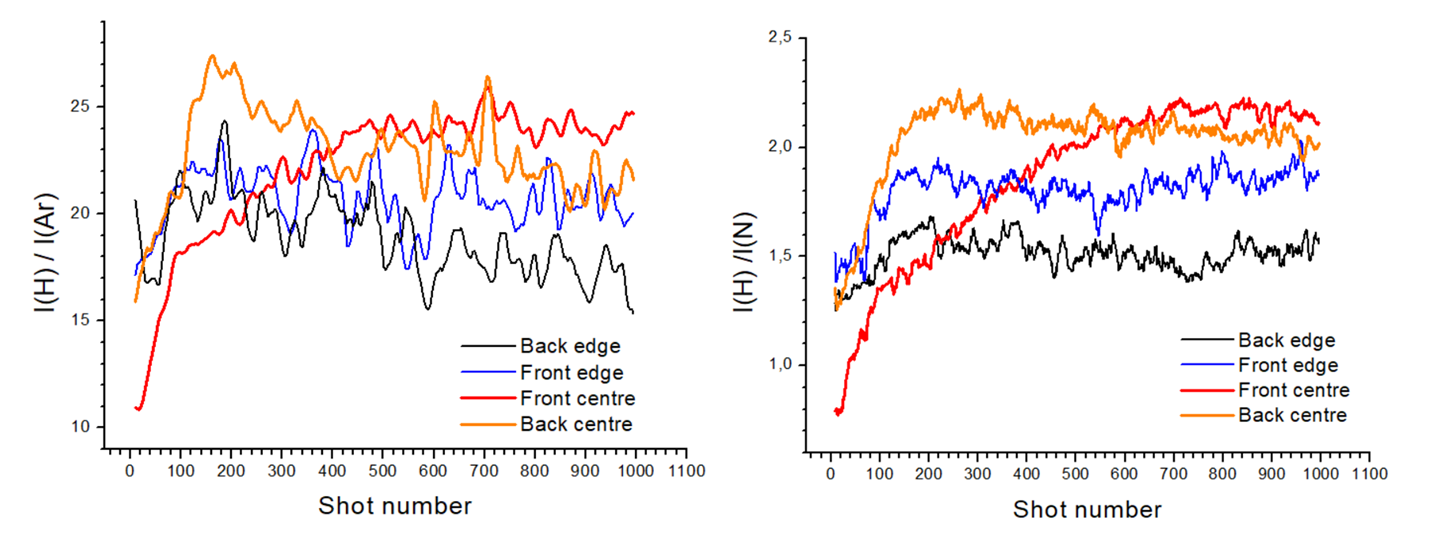 I(H) / I(Ar)
25
20
15
10
Back edge
Front edge
Front centre
Back centre
0 100 200 300 400 500 600 700 800 900 1000 1100
Shot number
I(H) /I(N)
2,5
2,0
1,5
1,0
Back edge
Front edge
Front centre
Back centre
0 100 200 300 400 500 600 700 800 900 1000 1100
Shot number